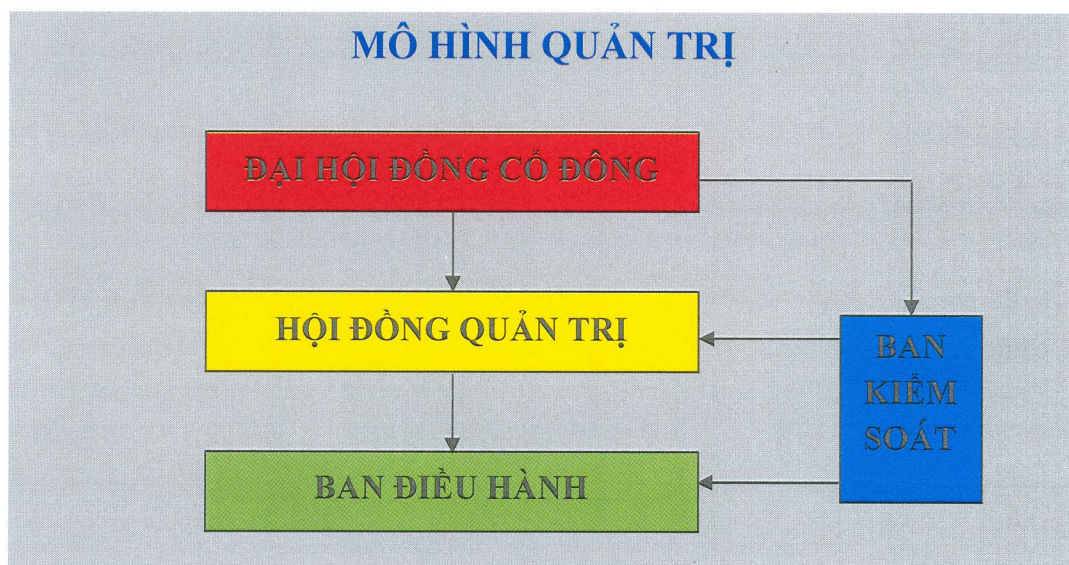 MÔ HÌNH QUẢN TRỊ
ĐẠI HỘI ĐỒNG CỔ ĐÔNG
HỘI ĐỒNG QUẢN TRỊ
BAN
KIỂM
SOÁT
BAN ĐIỀU HÀNH